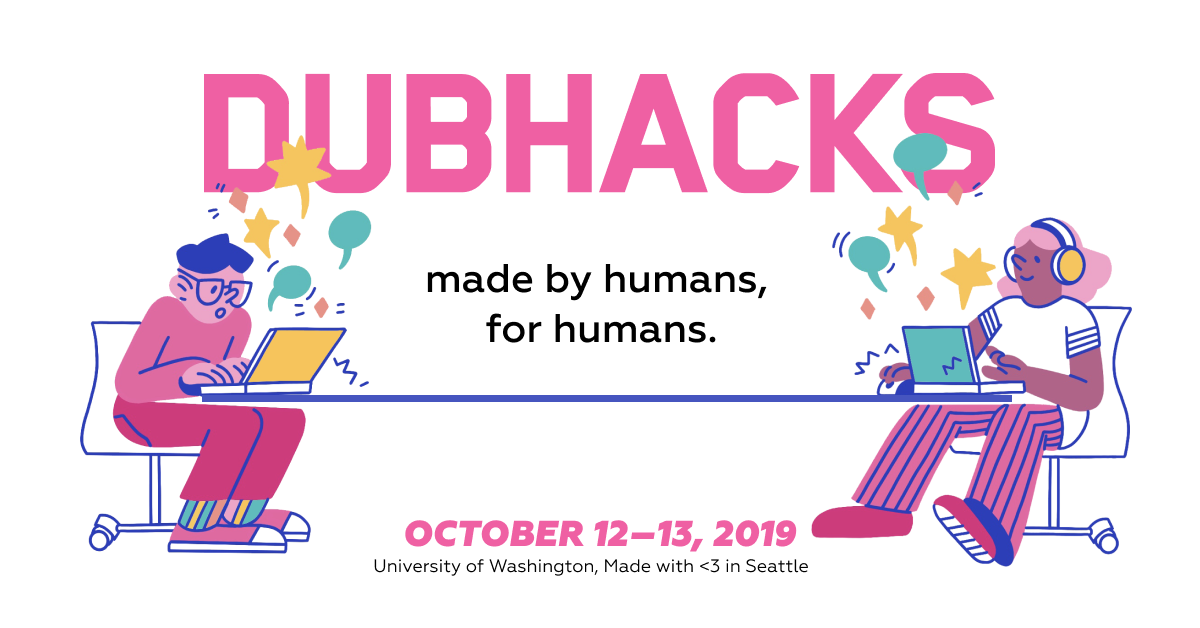 DUBHACKS
made by humans,
for humans.
OCTOBER 12–13, 2019
University of Washington, Made with <3 in Seattle